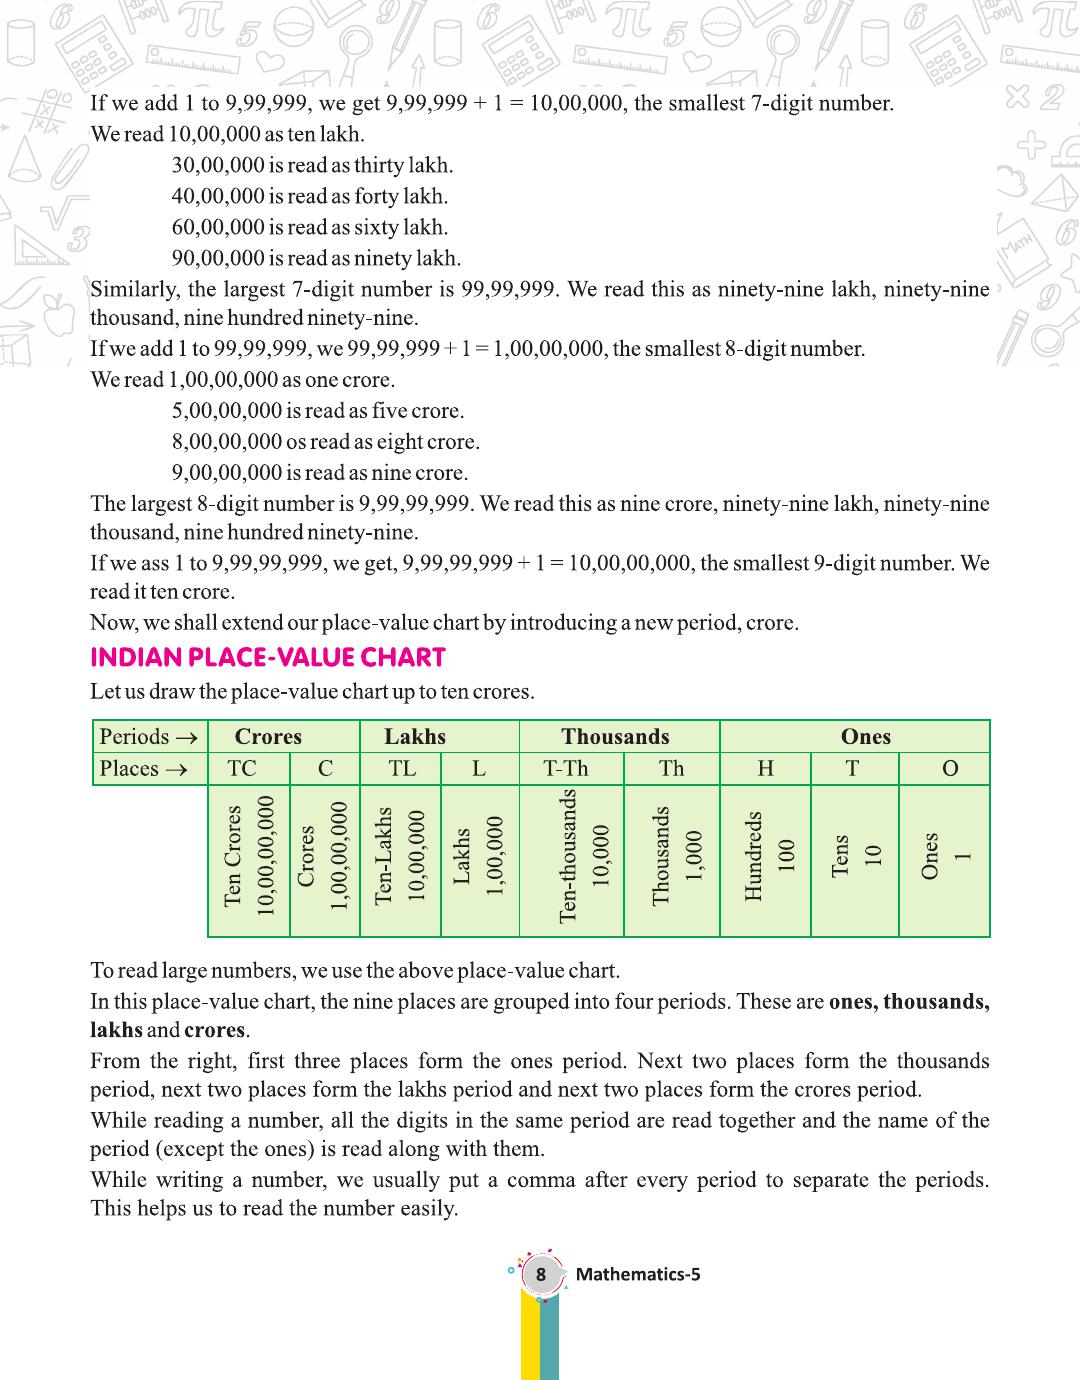 If we add 1 to 9,99,999, we get 9,99,999 + 1 = 10,00,000, the smallest 7-digit number.
We read 10,00,000 as ten lakh.
30,00,000 is read as thirty lakh.
40,00,000 is read as forty lakh.
60,00,000 is read as sixty lakh.
90,00,000 is read as ninety lakh.
Similarly, the largest 7-digit number is 99,99,999. We read this as ninety-nine lakh, ninety-nine
thousand, nine hundred ninety-nine.
If we add 1 to 99,99,999, we 99,99,999 + 1 = 1,00,00,000, the smallest 8-digit number.
We read 1,00,00,000 as one crore.
5,00,00,000 is read as five crore.
8,00,00,000 os read as eight crore.
9,00,00,000 is read as nine crore.
The largest 8-digit number is 9,99,99,999. We read this as nine crore, ninety-nine lakh, ninety-nine
thousand, nine hundred ninety-nine.
If we ass 1 to 9,99,99,999, we get, 9,99,99,999 + 1 = 10,00,00,000, the smallest 9-digit number. We
read it ten crore.
Now, we shall extend our place-value chart by introducing a new period, crore.
INDIAN PLACE-VALUE CHART
Let us draw the place-value chart up to ten crores.
Periods → Crores Lakhs Thousands Ones
Places → TC C TL L T-Th Th H T O
Ten Crores
10,00,00,000
Crores
1,00,00,000
Ten-Lakhs
10,00,000
Lakhs
1,00,000
Ten-thousands
10,000
Thousands
1,000
Hundreds
100
Tens
10
Ones
1
To read large numbers, we use the above place-value chart.
In this place-value chart, the nine places are grouped into four periods. These are ones, thousands,
lakhs and crores.
From the right, first three places form the ones period. Next two places form the thousands
period, next two places form the lakhs period and next two places form the crores period.
While reading a number, all the digits in the same period are read together and the name of the
period (except the ones) is read along with them.
While writing a number, we usually put a comma after every period to separate the periods.
This helps us to read the number easily.
8 Mathematics-5